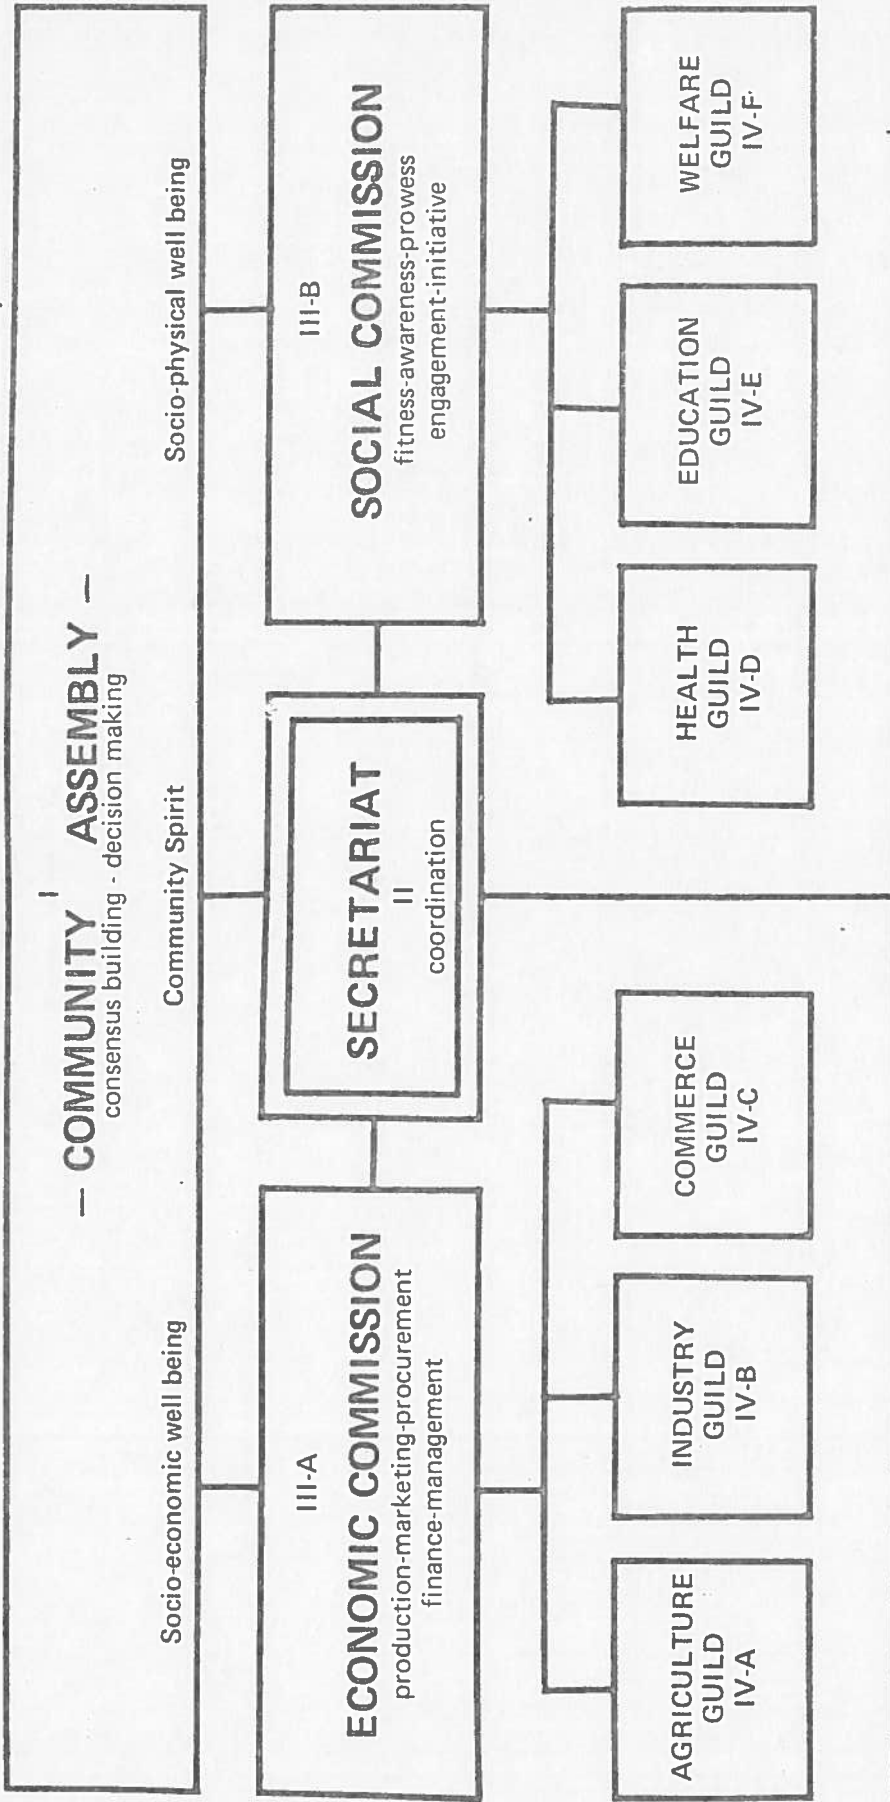 — COMMUNITY ASSEMBLY —
consensus building - decision making
Socio-economic well being
Community Spirit
Socio-physical well being
III-A
ECONOMIC COMMISSION
production-marketing-procurement
finance-management
SECRETARIAT
II
coordination
III-B
SOCIAL COMMISSION
fitness-awareness-prowess
engagement-initiative
AGRICULTURE
GUILD
IV-A
INDUSTRY
GUILD
IV-B
COMMERCE
GUILD
IV-C
HEALTH
GUILD
IV-D
EDUCATION
GUILD
IV-E
WELFARE
GUILD
IV-F